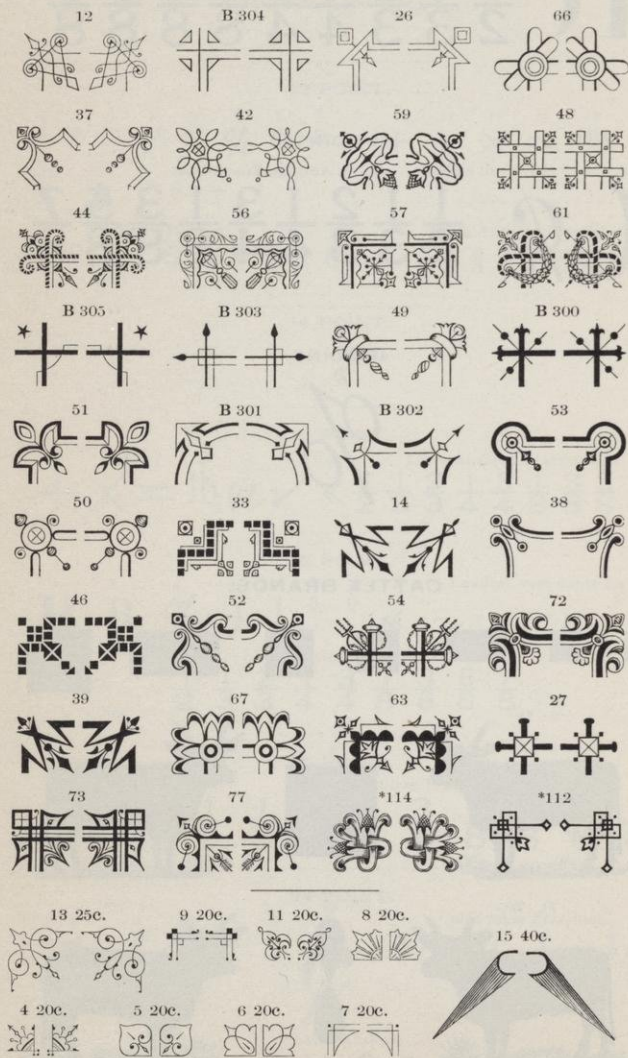 12 B 304 26 66
37 42 59 48
44 56 57 61
B 305 B 303 49 B 300
51 B 301 B 302 53
50 33 14 38
46 52 54 72
39 67 63 27
73 77 *114 *112
13 25c. 9 20c. 11 20c. 8 20c.
15 40c.
4 20c. 5 20c. 6 20c. 7 20c.